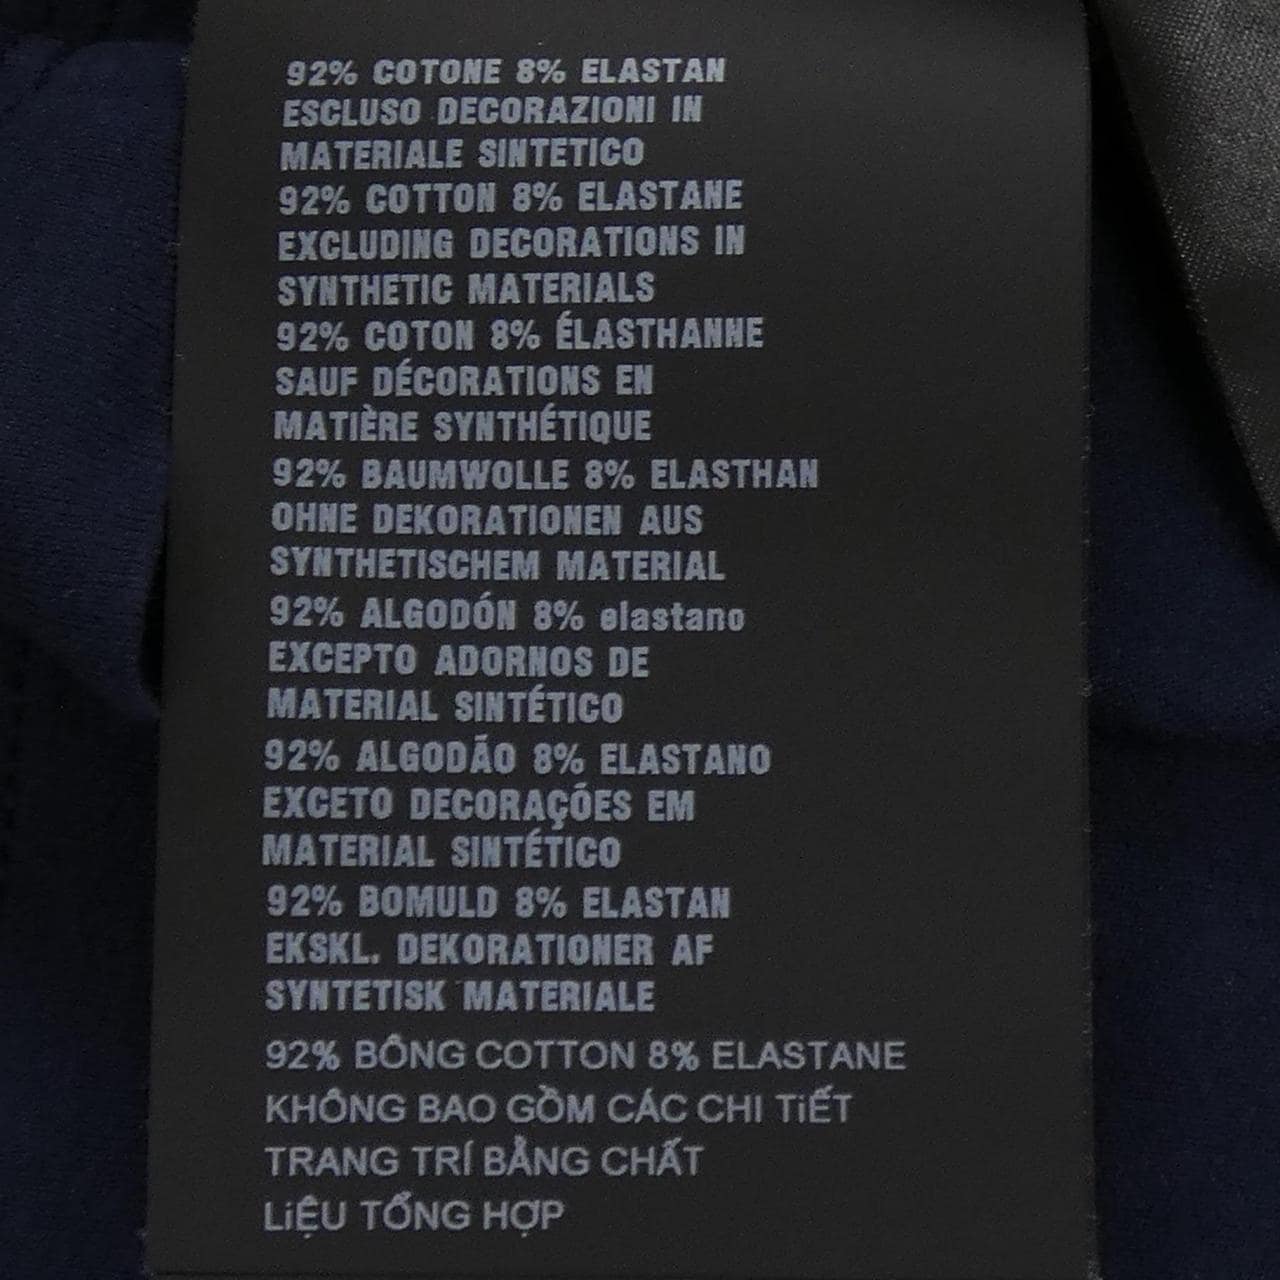 92% COTONE 8% ELASTAN
ESCLUSO DECORAZIONI IN
MATERIALE SINTETICO
92% COTTON 8% ELASTANE
EXCLUDING DECORATIONS IN
SYNTHETIC MATERIALS
92% COTON 8% ÉLASTHANNE
SAUF DÉCORATIONS EN
MATIÈRE SYNTHÉTIQUE
92% BAUMWOLLE 8% ELASTHAN
OHNE DEKORATIONEN AUS
SYNTHETISCHEM MATERIAL
92% ALGODÓN 8% elastano
EXCEPTO ADORNOS DE
MATERIAL SINTÉTICO
92% ALGODÃO 8% ELASTANO
EXCETO DECORAÇÕES EM
MATERIAL SINTÉTICO
92% BOMULD 8% ELASTAN
EKSKL. DEKORATIONER AF
SYNTETISK MATERIALE
92% BÔNG COTTON 8% ELASTANE
KHÔNG BAO GỒM CÁC CHI TiẾT
TRANG TRÍ BẰNG CHẤT
LiỆU TỔNG HỢP